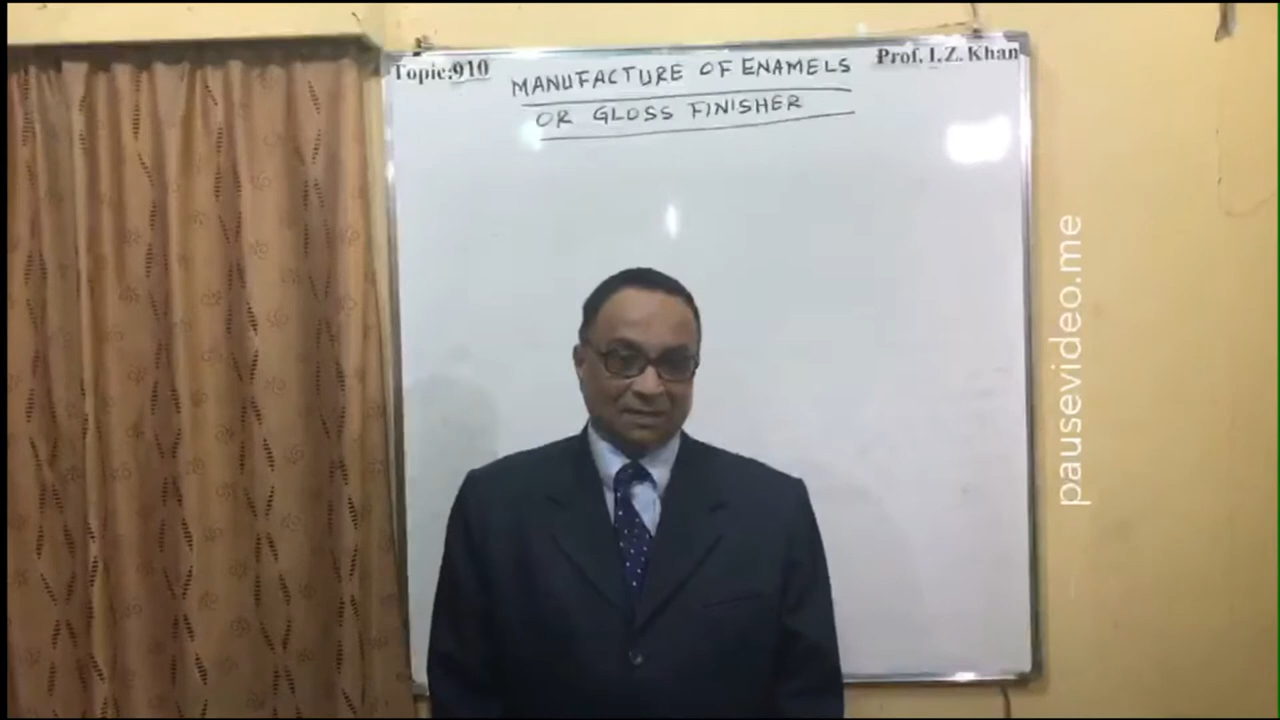 Topic:910
MANUFACTURE OF ENAMELS
OR GLOSS FINISHER
Prof. I.Z. Khan
pausevideo.me